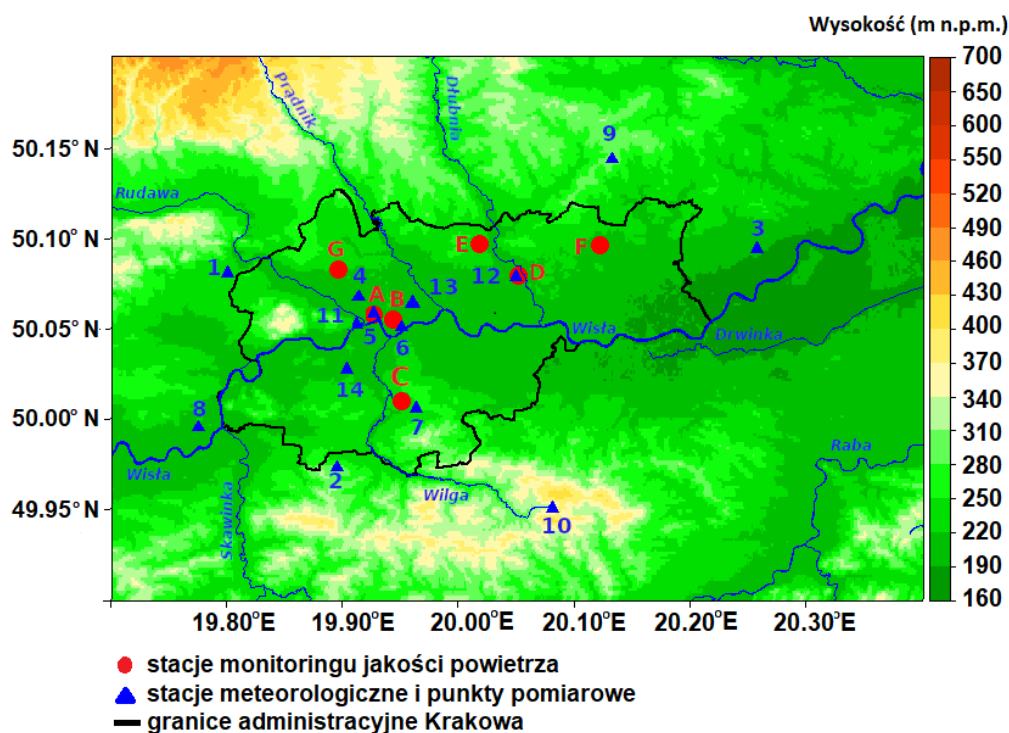 Wysokość (m n.p.m.)
700
650
600
550
520
490
460
430
400
370
340
310
280
250
220
190
160
50.15° N
50.10° N
50.05° N
50.00° N
49.95° N
Prądnik
Dłubnia
9
Rudawa
3
E
F
G
1
4
12
D
13
A
B
11
5
6
Wisła
Drwinka
C
14
7
8
Raba
Wisła
2
Wilga
Skawinka
10
19.80°E
19.90°E
20.00°E
20.10°E
20.20°E
20.30°E
stacje monitoringu jakości powietrza
stacje meteorologiczne i punkty pomiarowe
granice administracyjne Krakowa